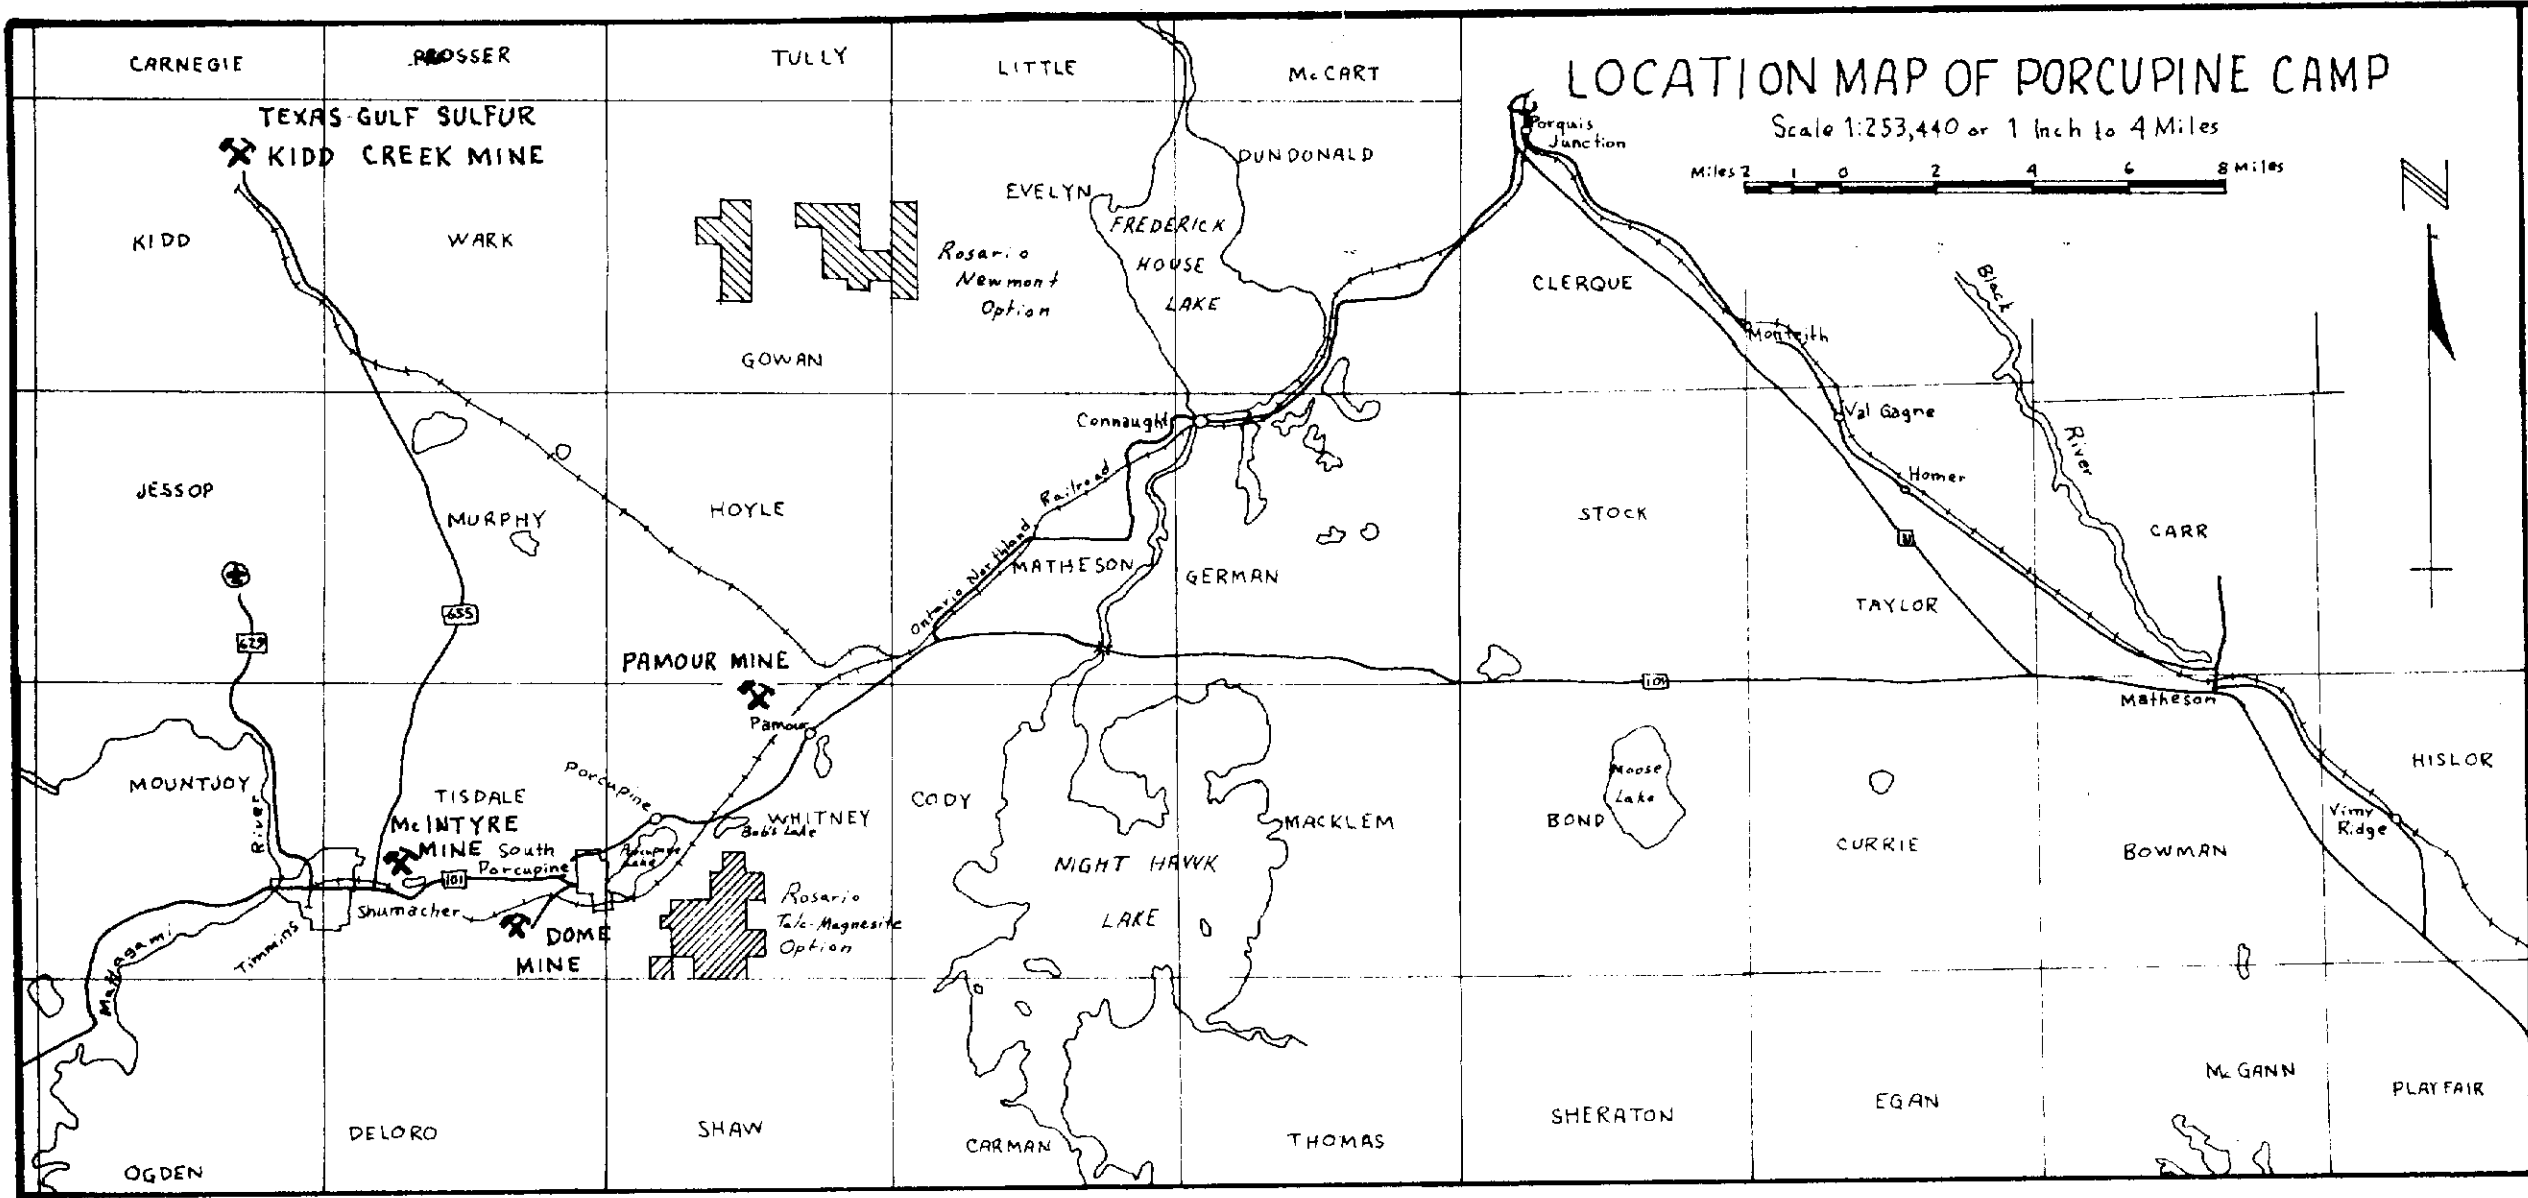 CARNEGIE
PROSSER
TULLY
LITTLE
McCART
LOCATION MAP OF PORCUPINE CAMP
Scale 1:253,440 or 1 Inch to 4 Miles
Miles 2 1 0 2 4 6 8 Miles
N
TEXAS GULF SULFUR
KIDD CREEK MINE
Porquis
Junction
DUNDONALD
EVELYN
FREDERICK
HOUSE
LAKE
KIDD
WARK
Rosario
Newmont
Option
GOWAN
CLERQUE
Black
River
Monteith
Val Gagne
Homer
Connaught
Ontario Northland Railroad
JESSOP
MURPHY
HOYLE
MATHESON
GERMAN
STOCK
CARR
TAYLOR
11
629
655
PAMOUR MINE
Pamour
101
Matheson
MOUNTJOY
River
TISDALE
McINTYRE
MINE
South
Porcupine
Porcupine
WHITNEY
Bob's Lake
Porcupine
Lake
CODY
MACKLEM
NIGHT HAWK
LAKE
BOND
Moose
Lake
CURRIE
BOWMAN
HISLOR
Vimy
Ridge
101
Shumacher
Timmins
Mattagami
DOME
MINE
Rosario
Talc-Magnesite
Option
OGDEN
DELORO
SHAW
CARMAN
THOMAS
SHERATON
EGAN
McGANN
PLAYFAIR